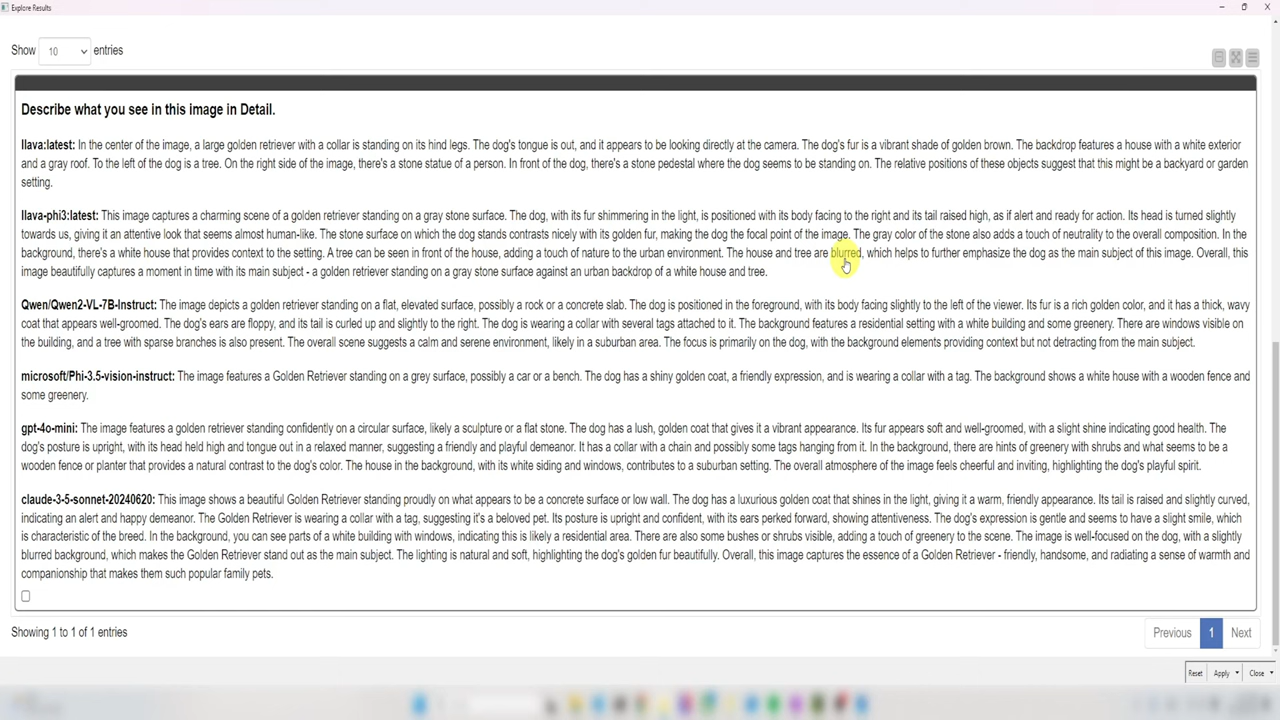 Explore Results
Show 10 entries
Describe what you see in this image in Detail.
llava:latest: In the center of the image, a large golden retriever with a collar is standing on its hind legs. The dog's tongue is out, and it appears to be looking directly at the camera. The dog's fur is a vibrant shade of golden brown. The backdrop features a house with a white exterior
and a gray roof. To the left of the dog is a tree. On the right side of the image, there's a stone statue of a person. In front of the dog, there's a stone pedestal where the dog seems to be standing on. The relative positions of these objects suggest that this might be a backyard or garden
setting.
llava-phi3:latest: This image captures a charming scene of a golden retriever standing on a gray stone surface. The dog, with its fur shimmering in the light, is positioned with its body facing to the right and its tail raised high, as if alert and ready for action. Its head is turned slightly
towards us, giving it an attentive look that seems almost human-like. The stone surface on which the dog stands contrasts nicely with its golden fur, making the dog the focal point of the image. The gray color of the stone also adds a touch of neutrality to the overall composition. In the
background, there's a white house that provides context to the setting. A tree can be seen in front of the house, adding a touch of nature to the urban environment. The house and tree are blurred, which helps to further emphasize the dog as the main subject of this image. Overall, this
image beautifully captures a moment in time with its main subject - a golden retriever standing on a gray stone surface against an urban backdrop of a white house and tree.
Qwen/Qwen2-VL-7B-Instruct: The image depicts a golden retriever standing on a flat, elevated surface, possibly a rock or a concrete slab. The dog is positioned in the foreground, with its body facing slightly to the left of the viewer. Its fur is a rich golden color, and it has a thick, wavy
coat that appears well-groomed. The dog's ears are floppy, and its tail is curled up and slightly to the right. The dog is wearing a collar with several tags attached to it. The background features a residential setting with a white building and some greenery. There are windows visible on
the building, and a tree with sparse branches is also present. The overall scene suggests a calm and serene environment, likely in a suburban area. The focus is primarily on the dog, with the background elements providing context but not detracting from the main subject.
microsoft/Phi-3.5-vision-instruct: The image features a Golden Retriever standing on a grey surface, possibly a car or a bench. The dog has a shiny golden coat, a friendly expression, and is wearing a collar with a tag. The background shows a white house with a wooden fence and
some greenery.
gpt-4o-mini: The image features a golden retriever standing confidently on a circular surface, likely a sculpture or a flat stone. The dog has a lush, golden coat that gives it a vibrant appearance. Its fur appears soft and well-groomed, with a slight shine indicating good health. The
dog's posture is upright, with its head held high and tongue out in a relaxed manner, suggesting a friendly and playful demeanor. It has a collar with a chain and possibly some tags hanging from it. In the background, there are hints of greenery with shrubs and what seems to be a
wooden fence or planter that provides a natural contrast to the dog's color. The house in the background, with its white siding and windows, contributes to a suburban setting. The overall atmosphere of the image feels cheerful and inviting, highlighting the dog's playful spirit.
claude-3-5-sonnet-20240620: This image shows a beautiful Golden Retriever standing proudly on what appears to be a concrete surface or low wall. The dog has a luxurious golden coat that shines in the light, giving it a warm, friendly appearance. Its tail is raised and slightly curved,
indicating an alert and happy demeanor. The Golden Retriever is wearing a collar with a tag, suggesting it's a beloved pet. Its posture is upright and confident, with its ears perked forward, showing attentiveness. The dog's expression is gentle and seems to have a slight smile, which
is characteristic of the breed. In the background, you can see parts of a white building with windows, indicating this is likely a residential area. There are also some bushes or shrubs visible, adding a touch of greenery to the scene. The image is well-focused on the dog, with a slightly
blurred background, which makes the Golden Retriever stand out as the main subject. The lighting is natural and soft, highlighting the dog's golden fur beautifully. Overall, this image captures the essence of a Golden Retriever - friendly, handsome, and radiating a sense of warmth and
companionship that makes them such popular family pets.
Showing 1 to 1 of 1 entries
Previous 1 Next
Reset Apply Close